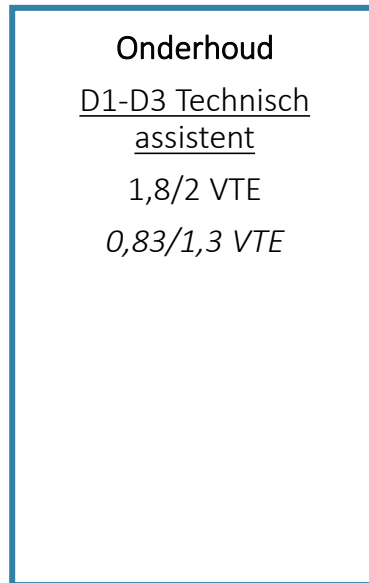 Onderhoud
D1-D3 Technisch
assistent
1,8/2 VTE
0,83/1,3 VTE